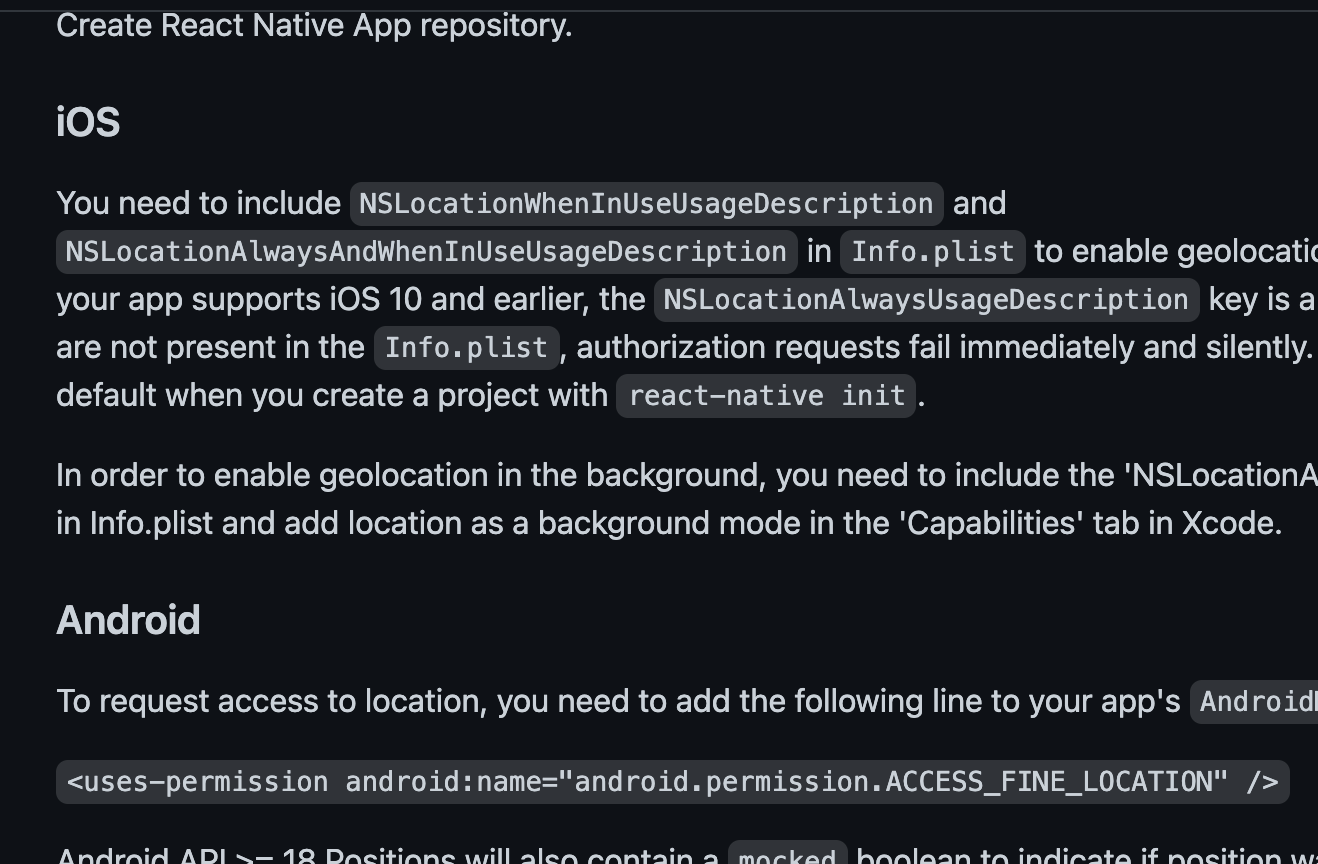 Create React Native App repository.
iOS
You need to include NSLocationWhenInUseUsageDescription and
NSLocationAlwaysAndWhenInUseUsageDescription in Info.plist to enable
your app supports iOS 10 and earlier, the NSLocationAlwaysUsageDescription key is
are not present in the Info.plist, authorization requests fail immediately and silently.
default when you create a project with react-native init.
In order to enable geolocation in the background, you need to include the
in Info.plist and add location as a background mode in the 'Capabilities' tab in Xcode.
Android
To request access to location, you need to add the following line to your app's
<uses-permission android:name="android.permission.ACCESS_FINE_LOCATION" />
Android API >= 18 Positions will also contain a mocked boolean to indicate if position